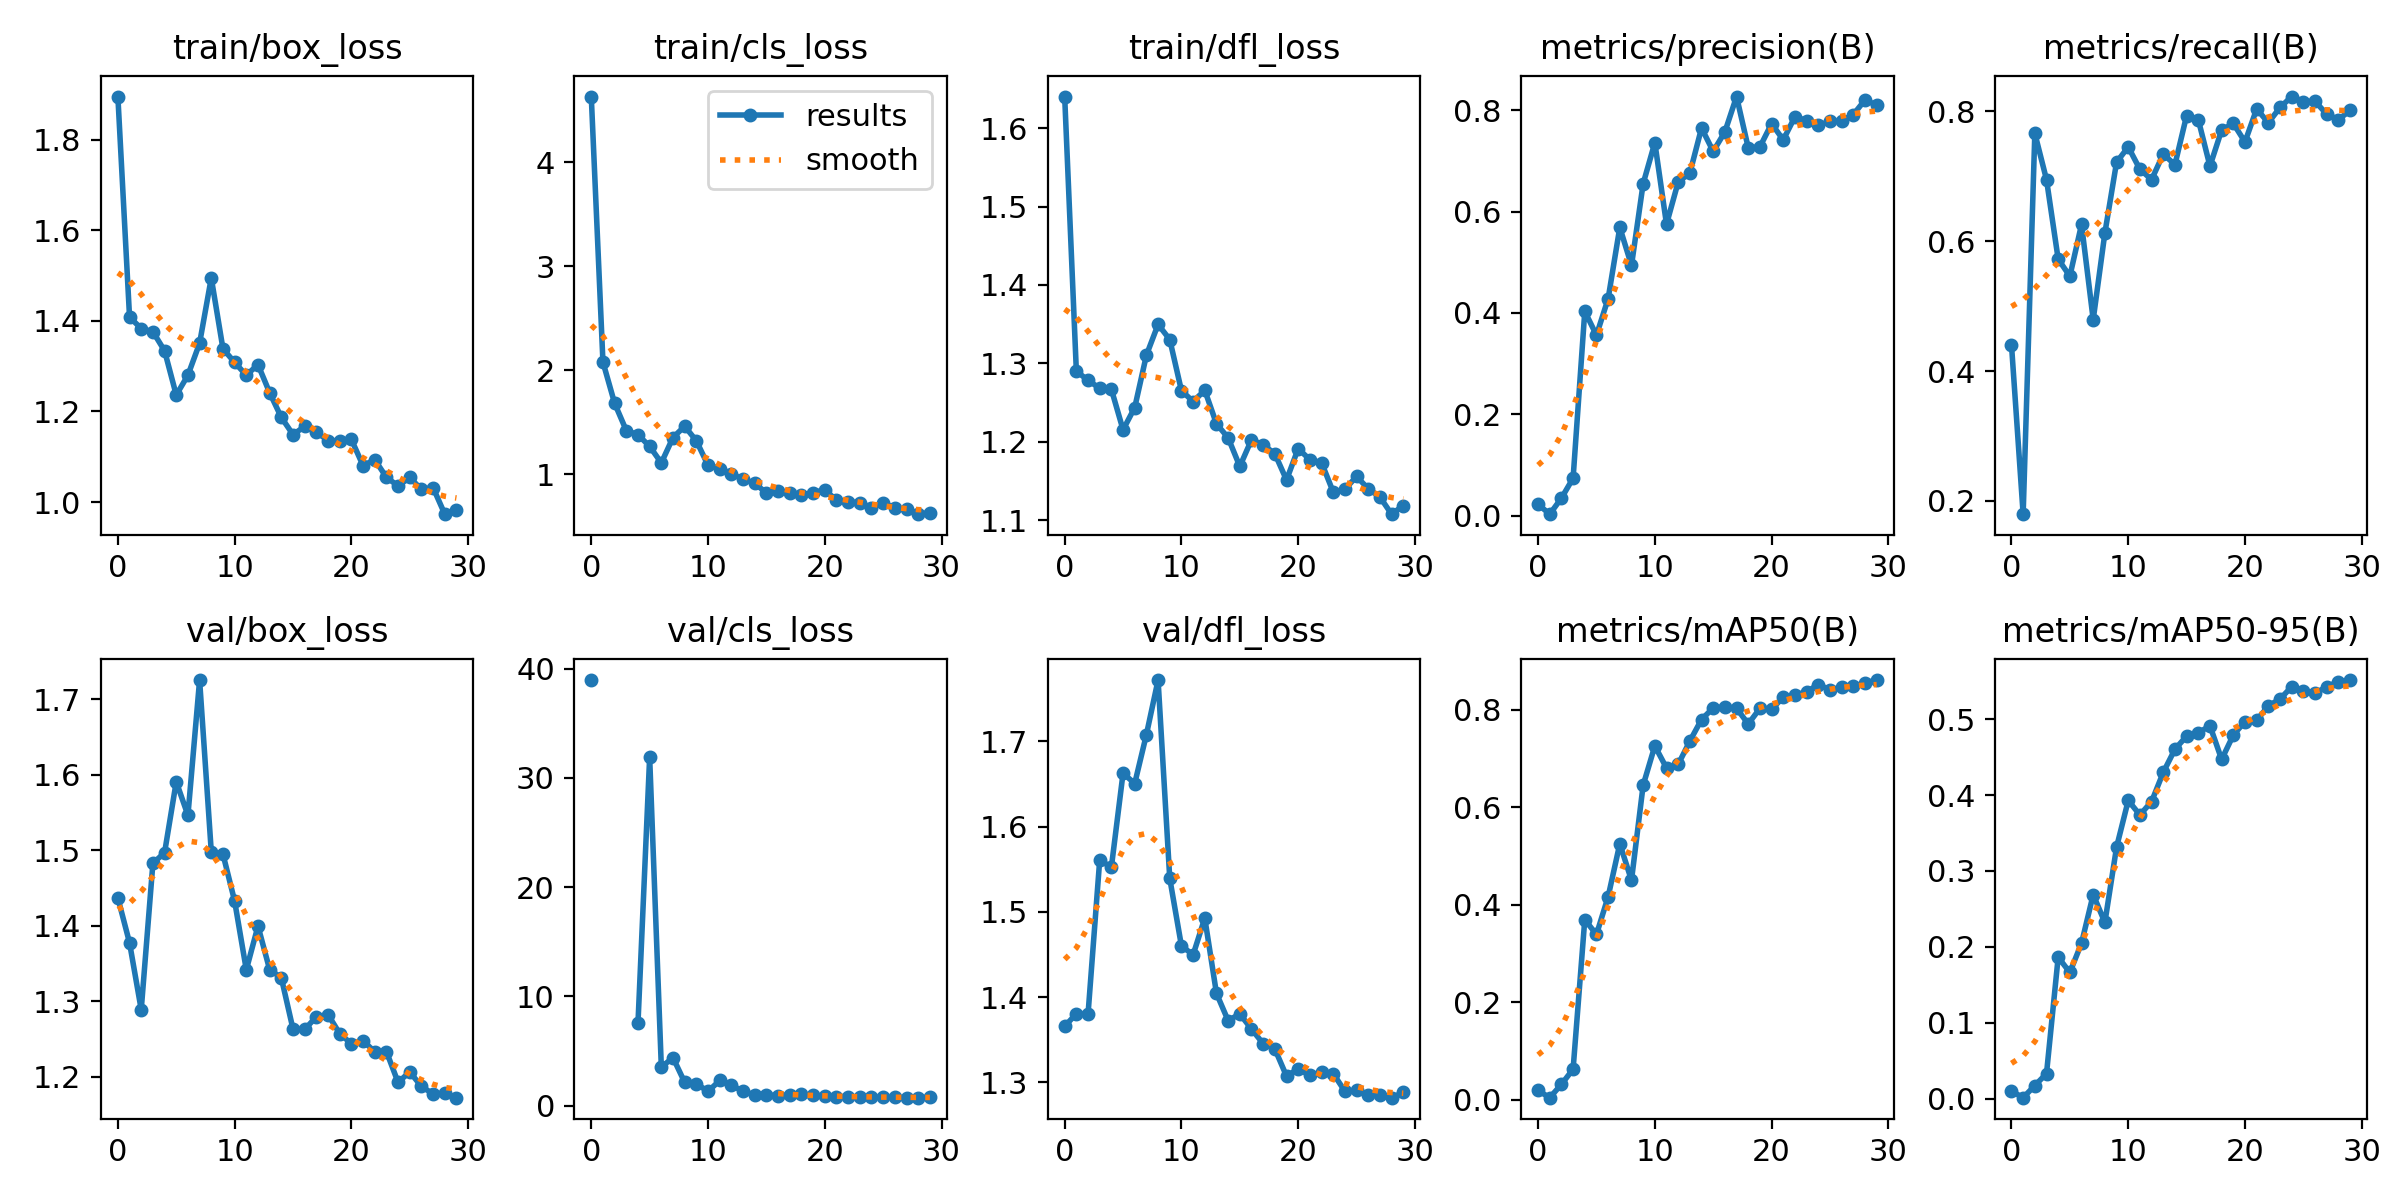 train/box_loss
train/cls_loss
train/dfl_loss
metrics/precision(B)
metrics/recall(B)
1.8
1.6
1.4
1.2
1.0
0 10 20 30
results
smooth
4
3
2
1
0 10 20 30
1.6
1.5
1.4
1.3
1.2
1.1
0 10 20 30
0.8
0.6
0.4
0.2
0.0
0 10 20 30
0.8
0.6
0.4
0.2
0 10 20 30
val/box_loss
val/cls_loss
val/dfl_loss
metrics/mAP50(B)
metrics/mAP50-95(B)
1.7
1.6
1.5
1.4
1.3
1.2
0 10 20 30
40
30
20
10
0
0 10 20 30
1.7
1.6
1.5
1.4
1.3
0 10 20 30
0.8
0.6
0.4
0.2
0.0
0 10 20 30
0.5
0.4
0.3
0.2
0.1
0.0
0 10 20 30